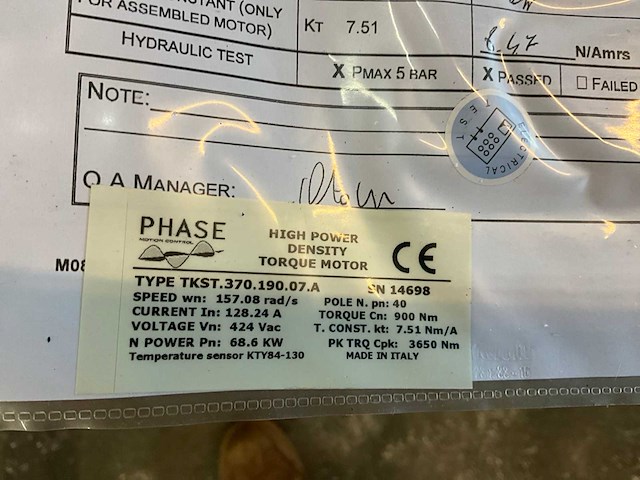 FOR ASSEMBLED MOTOR)
KT 7.51
N/Amrs
HYDRAULIC TEST
X PMAX 5 BAR
X PASSED
☐ FAILED
NOTE:
ELECTRICAL
TEST
Q A MANAGER:
PHASE
MOTION CONTROL
HIGH POWER
DENSITY
TORQUE MOTOR
CE
TYPE TKST.370.190.07.A SN 14698
SPEED wn: 157.08 rad/s POLE N. pn: 40
CURRENT In: 128.24 A TORQUE Cn: 900 Nm
VOLTAGE Vn: 424 Vac T. CONST. kt: 7.51 Nm/A
N POWER Pn: 68.6 KW PK TRQ Cpk: 3650 Nm
Temperature sensor KTY84-130 MADE IN ITALY